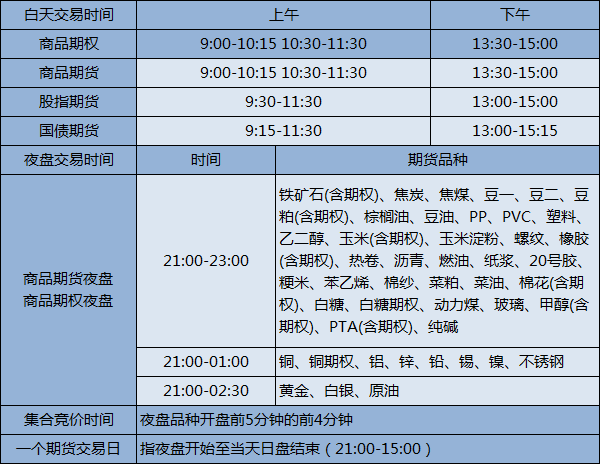 白天交易时间 上午 下午
商品期权 9:00-10:15 10:30-11:30 13:30-15:00
商品期货 9:00-10:15 10:30-11:30 13:30-15:00
股指期货 9:30-11:30 13:00-15:00
国债期货 9:15-11:30 13:00-15:15
夜盘交易时间 时间 期货品种
商品期货夜盘
商品期权夜盘
21:00-23:00
铁矿石(含期权)、焦炭、焦煤、豆一、豆二、豆
粕(含期权)、棕榈油、豆油、PP、PVC、塑料、
乙二醇、玉米(含期权)、玉米淀粉、螺纹、橡胶
(含期权)、热卷、沥青、燃油、纸浆、20号胶、
粳米、苯乙烯、棉纱、菜粕、菜油、棉花(含期
权)、白糖、白糖期权、动力煤、玻璃、甲醇(含
期权)、PTA(含期权)、纯碱
21:00-01:00 铜、铜期权、铝、锌、铅、锡、镍、不锈钢
21:00-02:30 黄金、白银、原油
集合竞价时间 夜盘品种开盘前5分钟的前4分钟
一个期货交易日 指夜盘开始至当天日盘结束（21:00-15:00）